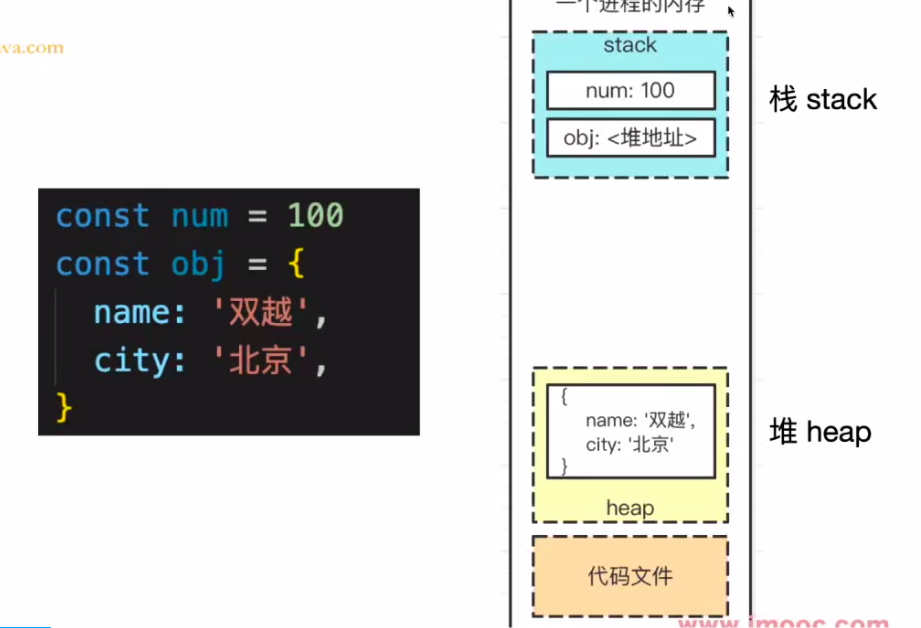 一个进程的内存
va.com
stack
num: 100
obj: <堆地址>
栈 stack
const num = 100
const obj = {
name: '双越',
city: '北京',
}
{
name: '双越',
city: '北京'
}
heap
堆 heap
代码文件
www.imooc.com